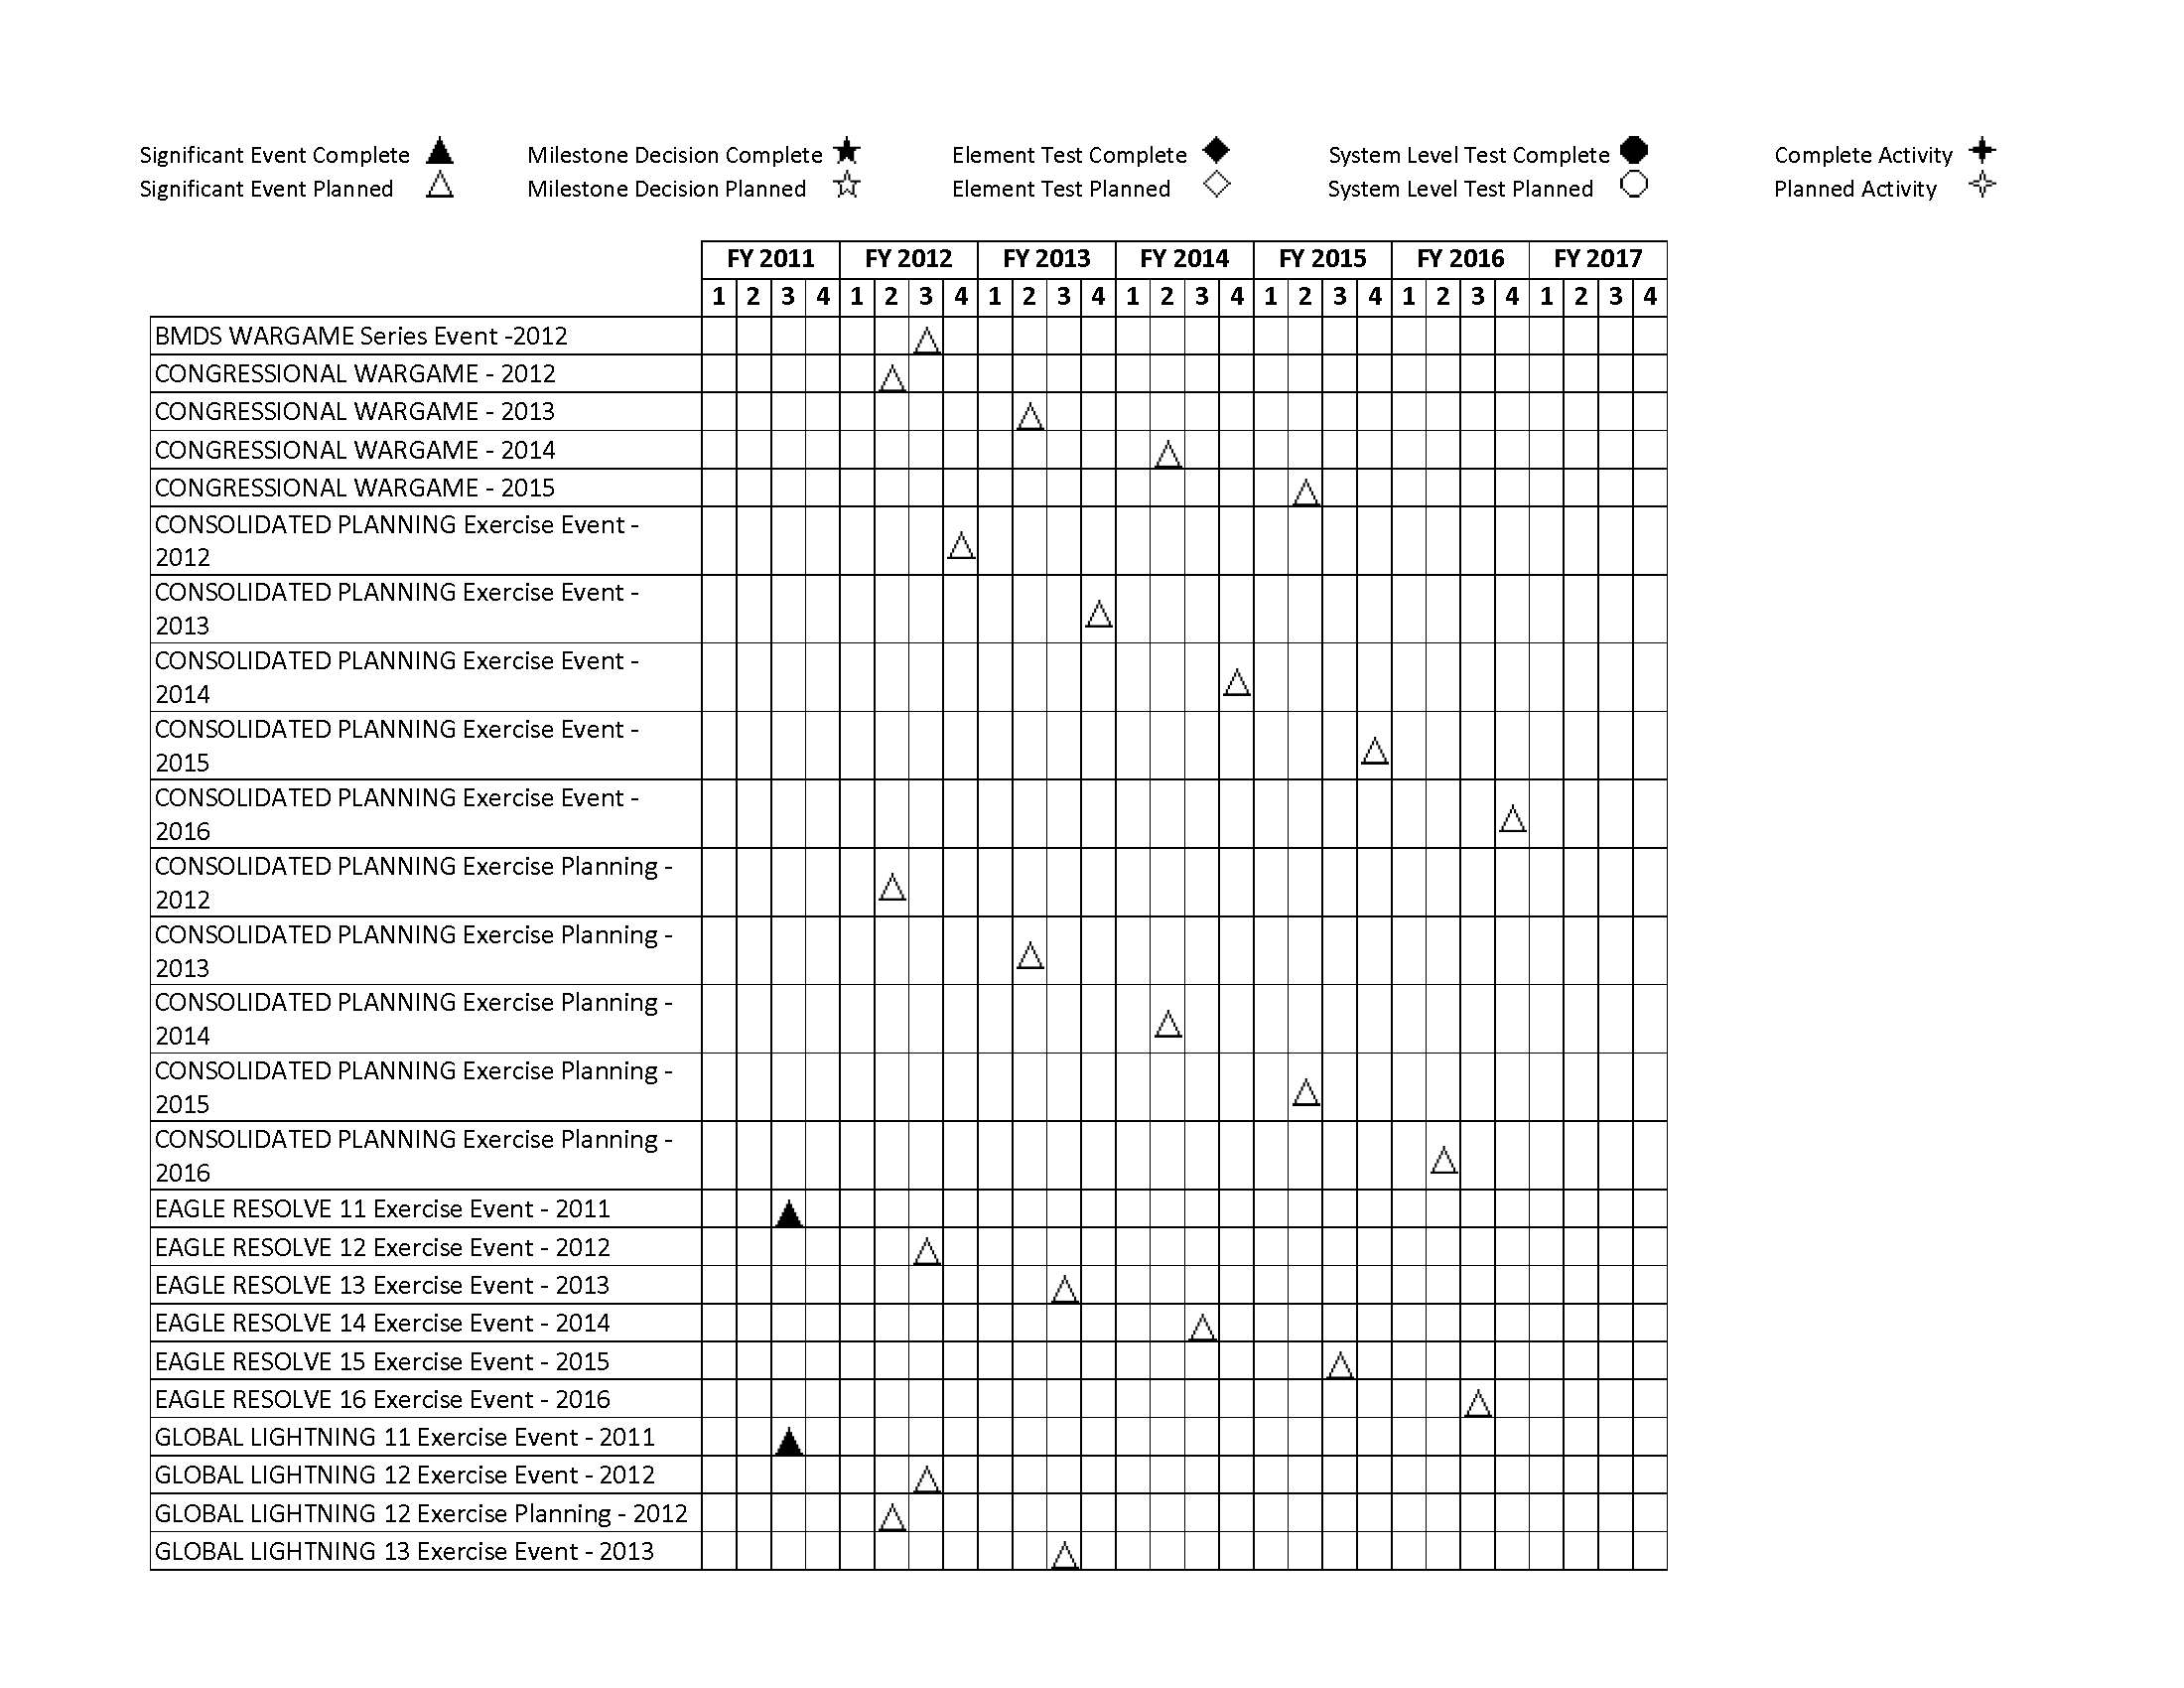 Significant Event Complete Milestone Decision Complete Element Test Complete System Level Test Complete Complete Activity
Significant Event Planned Milestone Decision Planned Element Test Planned System Level Test Planned Planned Activity
FY 2011 FY 2012 FY 2013 FY 2014 FY 2015 FY 2016 FY 2017
1 2 3 4 1 2 3 4 1 2 3 4 1 2 3 4 1 2 3 4 1 2 3 4 1 2 3 4
BMDS WARGAME Series Event -2012
CONGRESSIONAL WARGAME - 2012
CONGRESSIONAL WARGAME - 2013
CONGRESSIONAL WARGAME - 2014
CONGRESSIONAL WARGAME - 2015
CONSOLIDATED PLANNING Exercise Event -
2012
CONSOLIDATED PLANNING Exercise Event -
2013
CONSOLIDATED PLANNING Exercise Event -
2014
CONSOLIDATED PLANNING Exercise Event -
2015
CONSOLIDATED PLANNING Exercise Event -
2016
CONSOLIDATED PLANNING Exercise Planning -
2012
CONSOLIDATED PLANNING Exercise Planning -
2013
CONSOLIDATED PLANNING Exercise Planning -
2014
CONSOLIDATED PLANNING Exercise Planning -
2015
CONSOLIDATED PLANNING Exercise Planning -
2016
EAGLE RESOLVE 11 Exercise Event - 2011
EAGLE RESOLVE 12 Exercise Event - 2012
EAGLE RESOLVE 13 Exercise Event - 2013
EAGLE RESOLVE 14 Exercise Event - 2014
EAGLE RESOLVE 15 Exercise Event - 2015
EAGLE RESOLVE 16 Exercise Event - 2016
GLOBAL LIGHTNING 11 Exercise Event - 2011
GLOBAL LIGHTNING 12 Exercise Event - 2012
GLOBAL LIGHTNING 12 Exercise Planning - 2012
GLOBAL LIGHTNING 13 Exercise Event - 2013